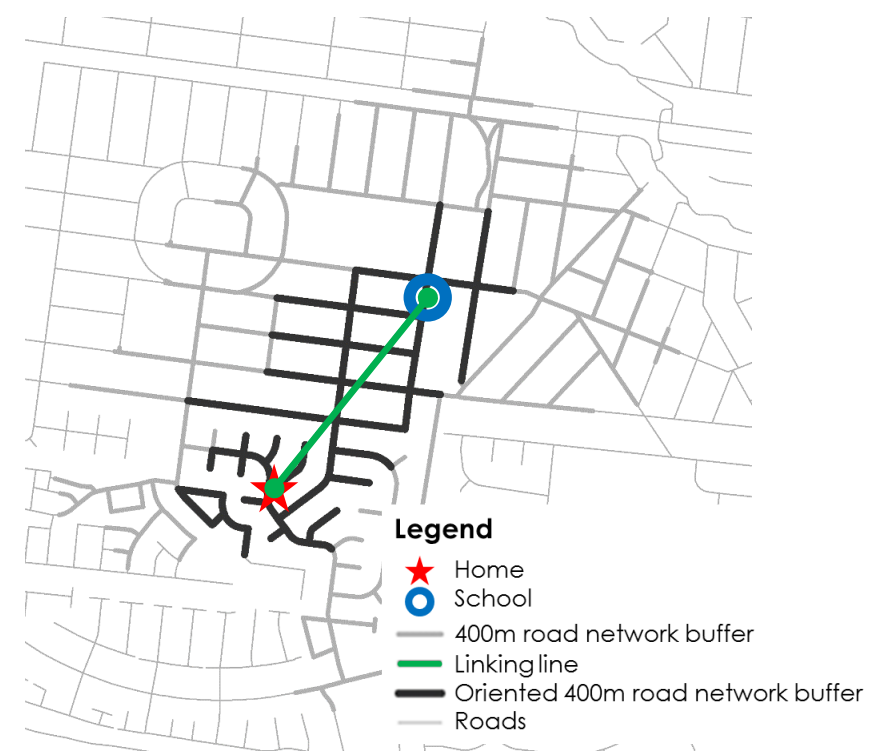 Legend
Home
School
400m road network buffer
Linking line
Oriented 400m road network buffer
Roads